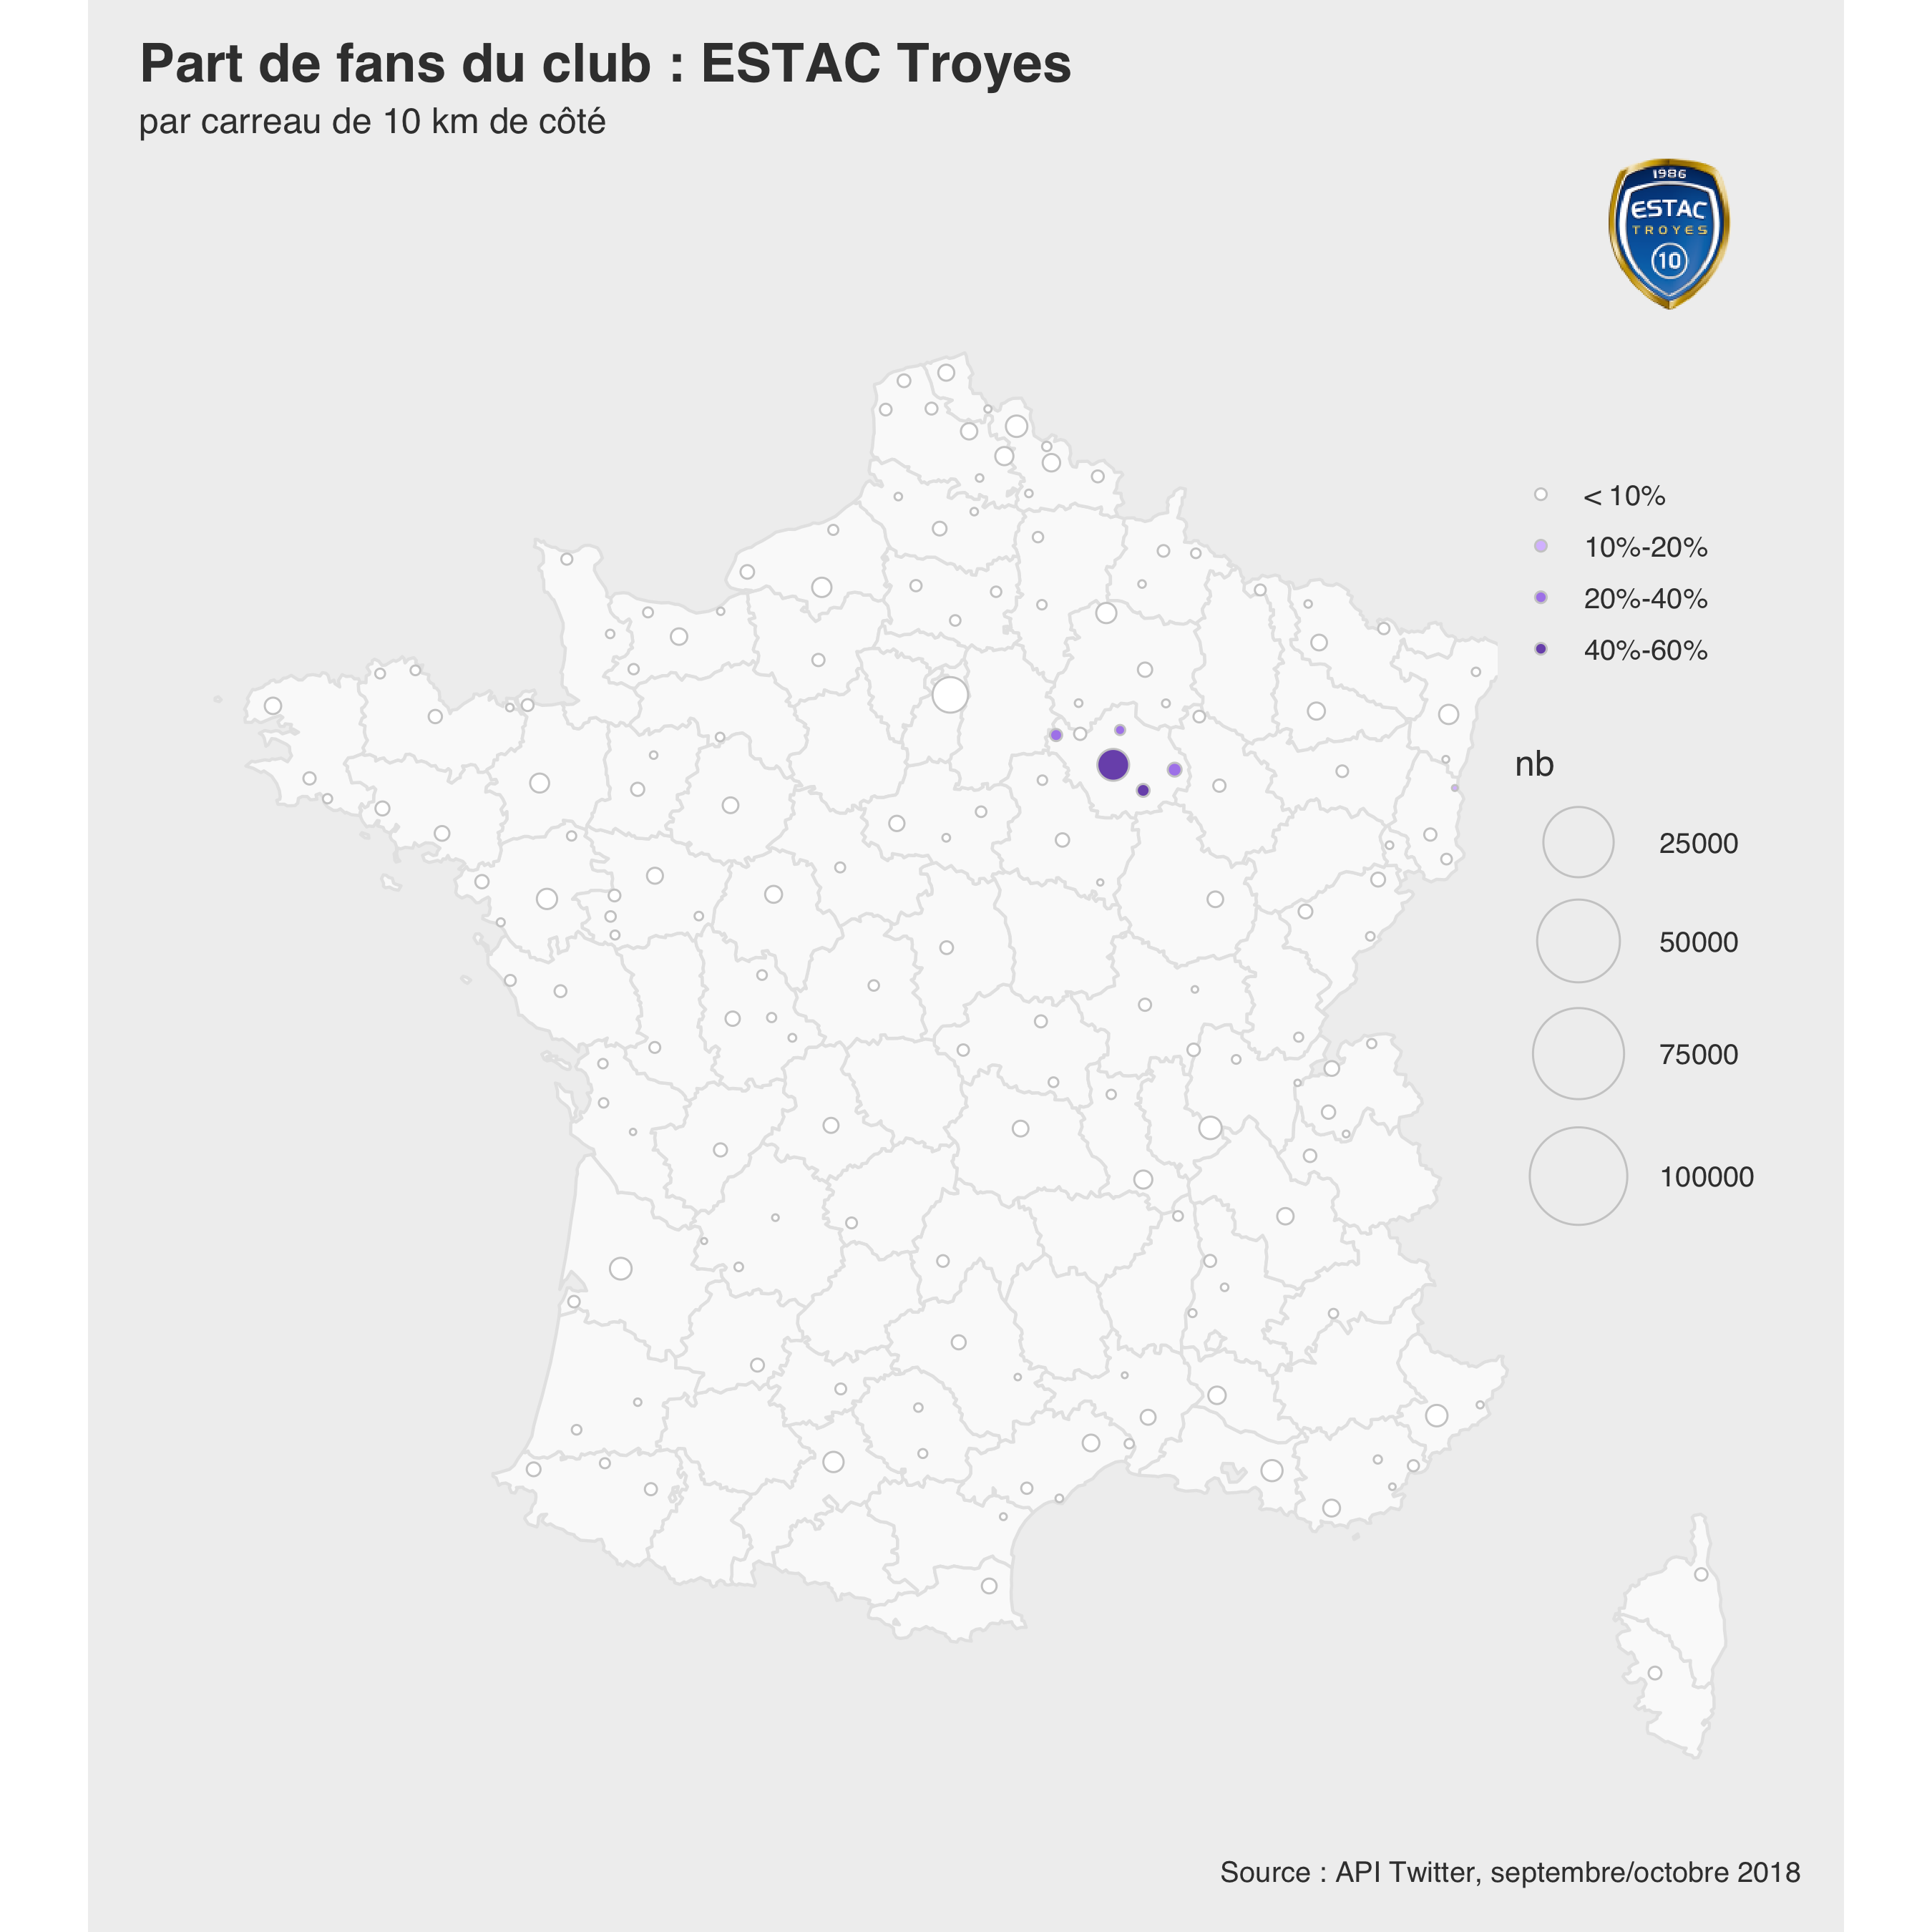 Part de fans du club : ESTAC Troyes
par carreau de 10 km de côté
1986
ESTAC
TROYES
10
< 10%
10%-20%
20%-40%
40%-60%
nb
25000
50000
75000
100000
Source : API Twitter, septembre/octobre 2018